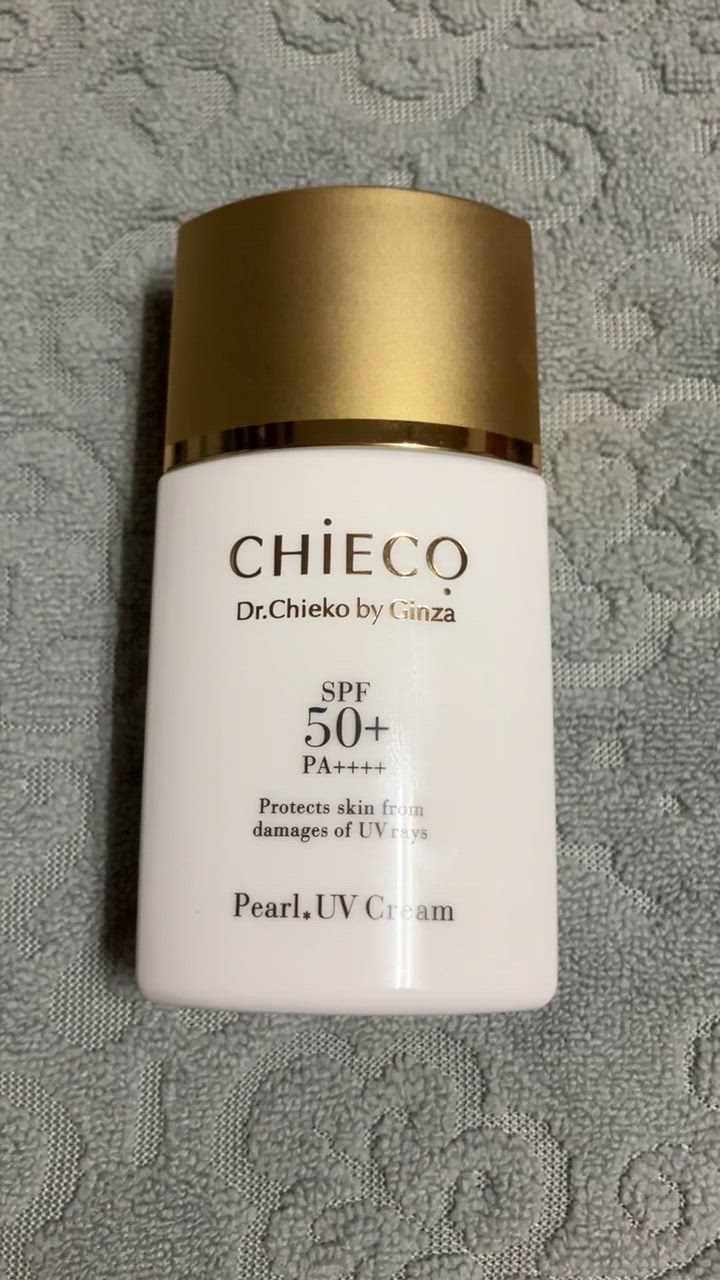 CHiECO
Dr.Chieko by Ginza
SPF
50+
PA++++
Protects skin from
damages of UV rays
Pearl*UV Cream